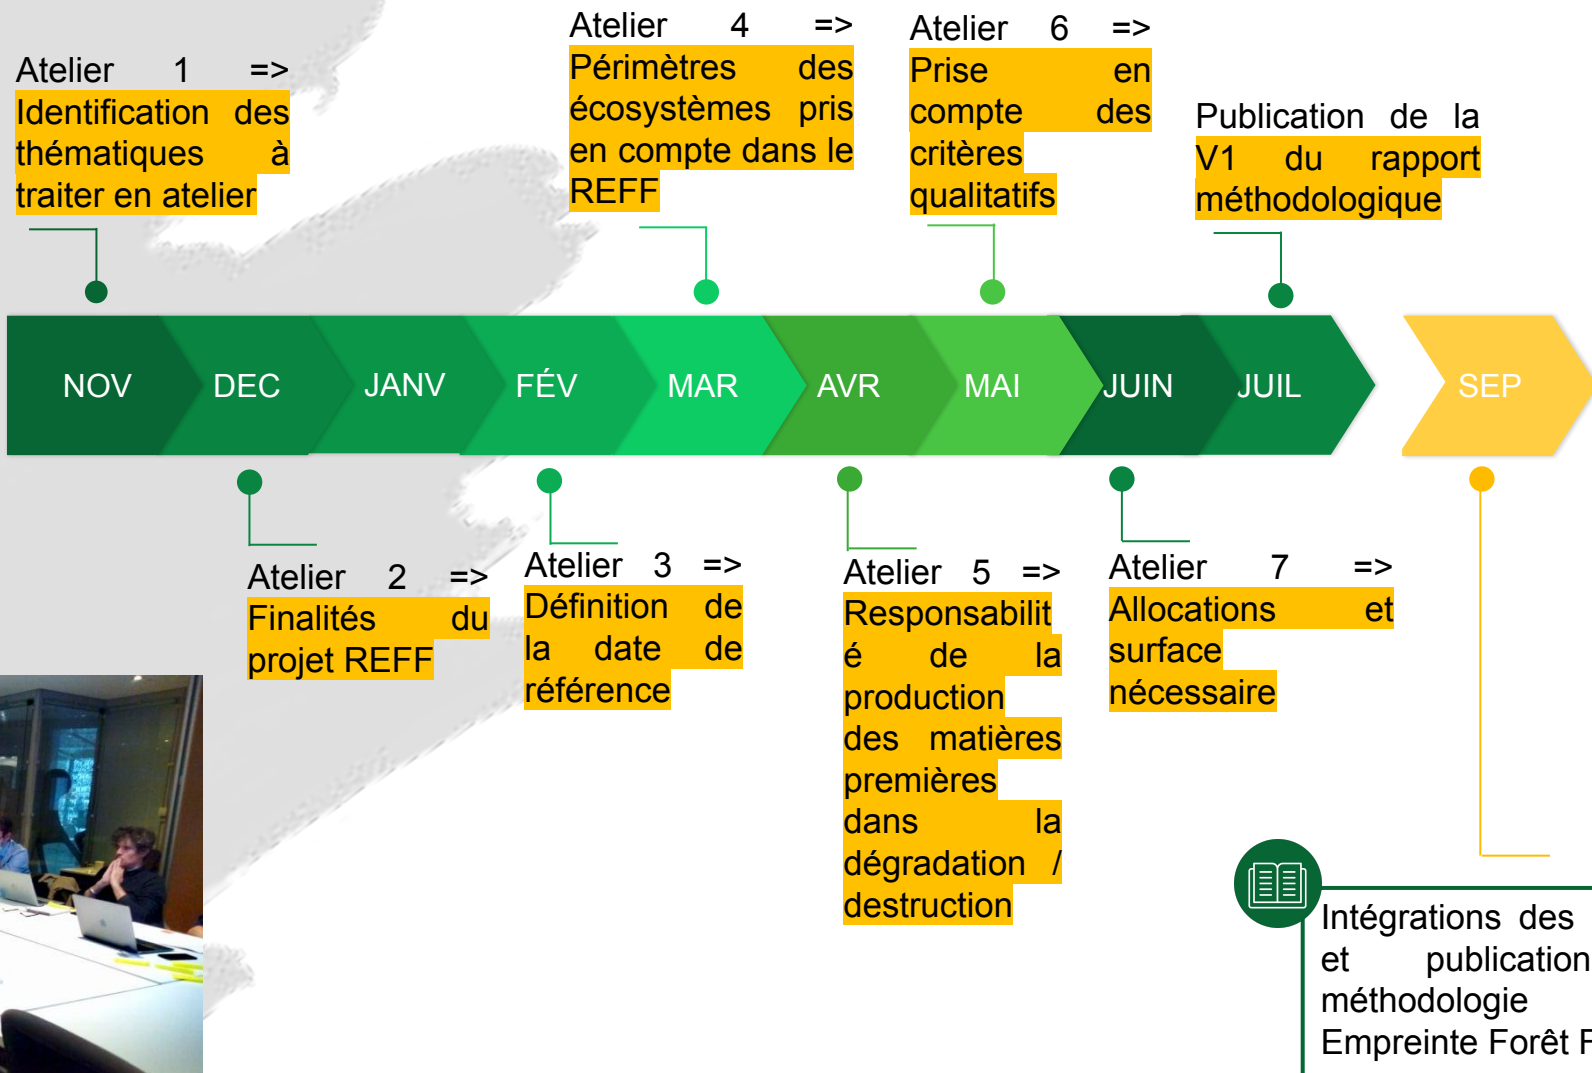 Atelier 1 =>
Identification des
thématiques à
traiter en atelier
Atelier 4 =>
Périmètres des
écosystèmes pris
en compte dans le
REFF
Atelier 6 =>
Prise en
compte des
critères
qualitatifs
Publication de la
V1 du rapport
méthodologique
NOV DEC JANV FÉV MAR AVR MAI JUIN JUIL SEP
Atelier 2 =>
Finalités du
projet REFF
Atelier 3 =>
Définition de
la date de
référence
Atelier 5 =>
Responsabilit
é de la
production
des matières
premières
dans la
dégradation /
destruction
Atelier 7 =>
Allocations et
surface
nécessaire
Intégrations des
et publication
méthodologie
Empreinte Forêt